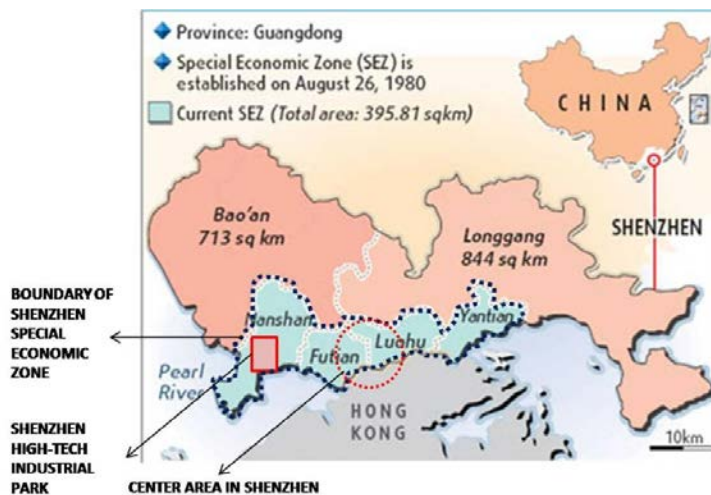 Province: Guangdong
Special Economic Zone (SEZ) is
established on August 26, 1980
Current SEZ (Total area: 395.81 sqkm)
CHINA
SHENZHEN
Bao'an
713 sq km
Longgang
844 sq km
BOUNDARY OF
SHENZHEN
SPECIAL
ECONOMIC
ZONE
Nanshan
Futian
Luohu
Yantian
Pearl
River
HONG
KONG
10km
SHENZHEN
HIGH-TECH
INDUSTRIAL
PARK
CENTER AREA IN SHENZHEN